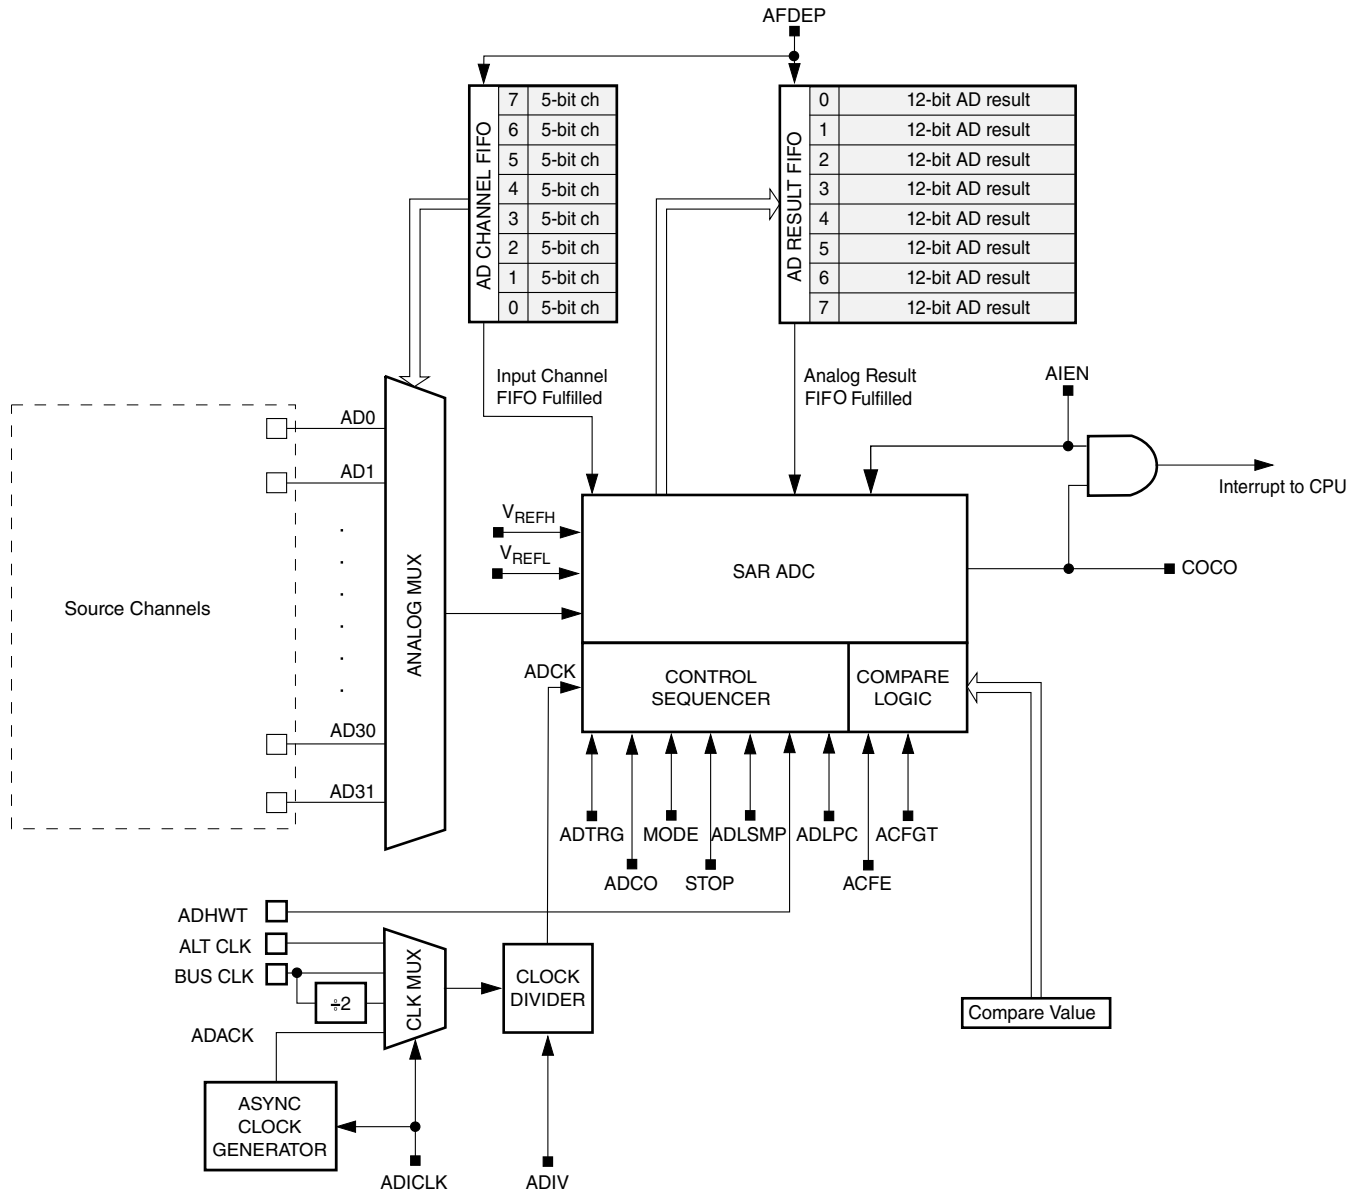 AFDEP
AD CHANNEL FIFO
7 5-bit ch
6 5-bit ch
5 5-bit ch
4 5-bit ch
3 5-bit ch
2 5-bit ch
1 5-bit ch
0 5-bit ch
AD RESULT FIFO
0 12-bit AD result
1 12-bit AD result
2 12-bit AD result
3 12-bit AD result
4 12-bit AD result
5 12-bit AD result
6 12-bit AD result
7 12-bit AD result
Input Channel
FIFO Fulfilled
Analog Result
FIFO Fulfilled
AIEN
Interrupt to CPU
AD0
AD1
.
.
.
.
.
.
AD30
AD31
Source Channels
ANALOG MUX
VREFH
VREFL
SAR ADC
COCO
ADCK
CONTROL
SEQUENCER
COMPARE
LOGIC
ADTRG
MODE
ADLSMP
ADLPC
ACFGT
ADCO
STOP
ACFE
ADHWT
ALT CLK
BUS CLK
÷2
ADACK
CLK MUX
CLOCK
DIVIDER
Compare Value
ASYNC
CLOCK
GENERATOR
ADICLK
ADIV